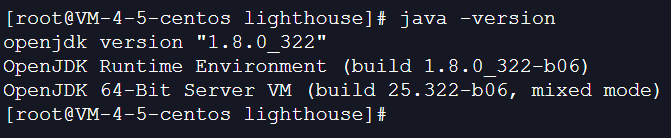 [root@VM-4-5-centos lighthouse]# java -version
openjdk version "1.8.0_322"
OpenJDK Runtime Environment (build 1.8.0_322-b06)
OpenJDK 64-Bit Server VM (build 25.322-b06, mixed mode)
[root@VM-4-5-centos lighthouse]#